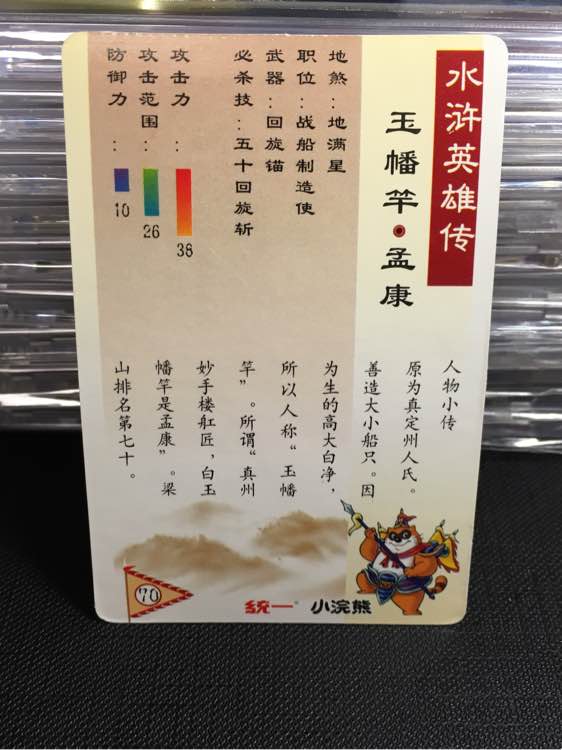 水浒英雄传
玉幡竿·孟康
地煞：地满星
职位：战船制造使
武器：回旋锚
必杀技：五十回旋斩
攻击力：
38
攻击范围：
26
防御力：
10
人物小传
原为真定州人氏。
善造大小船只。因
为生的高大白净，
所以人称“玉幡
竿”。所谓“真州
妙手楼舡匠，白玉
幡竿是孟康”。梁
山排名第七十。
70
统一 小浣熊